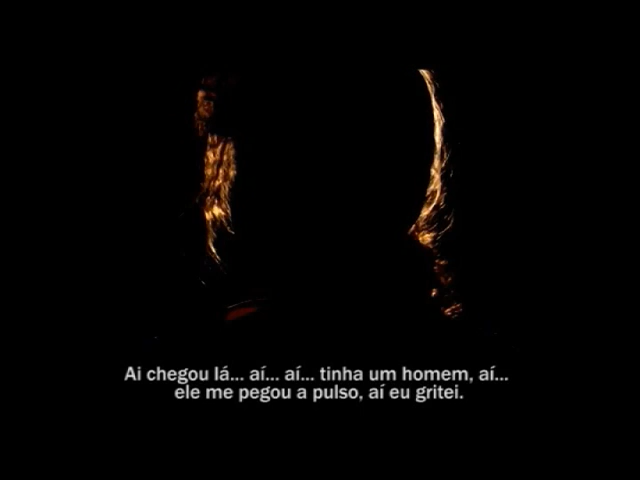 Ai chegou lá... aí... aí... tinha um homem, aí...
ele me pegou a pulso, aí eu gritei.